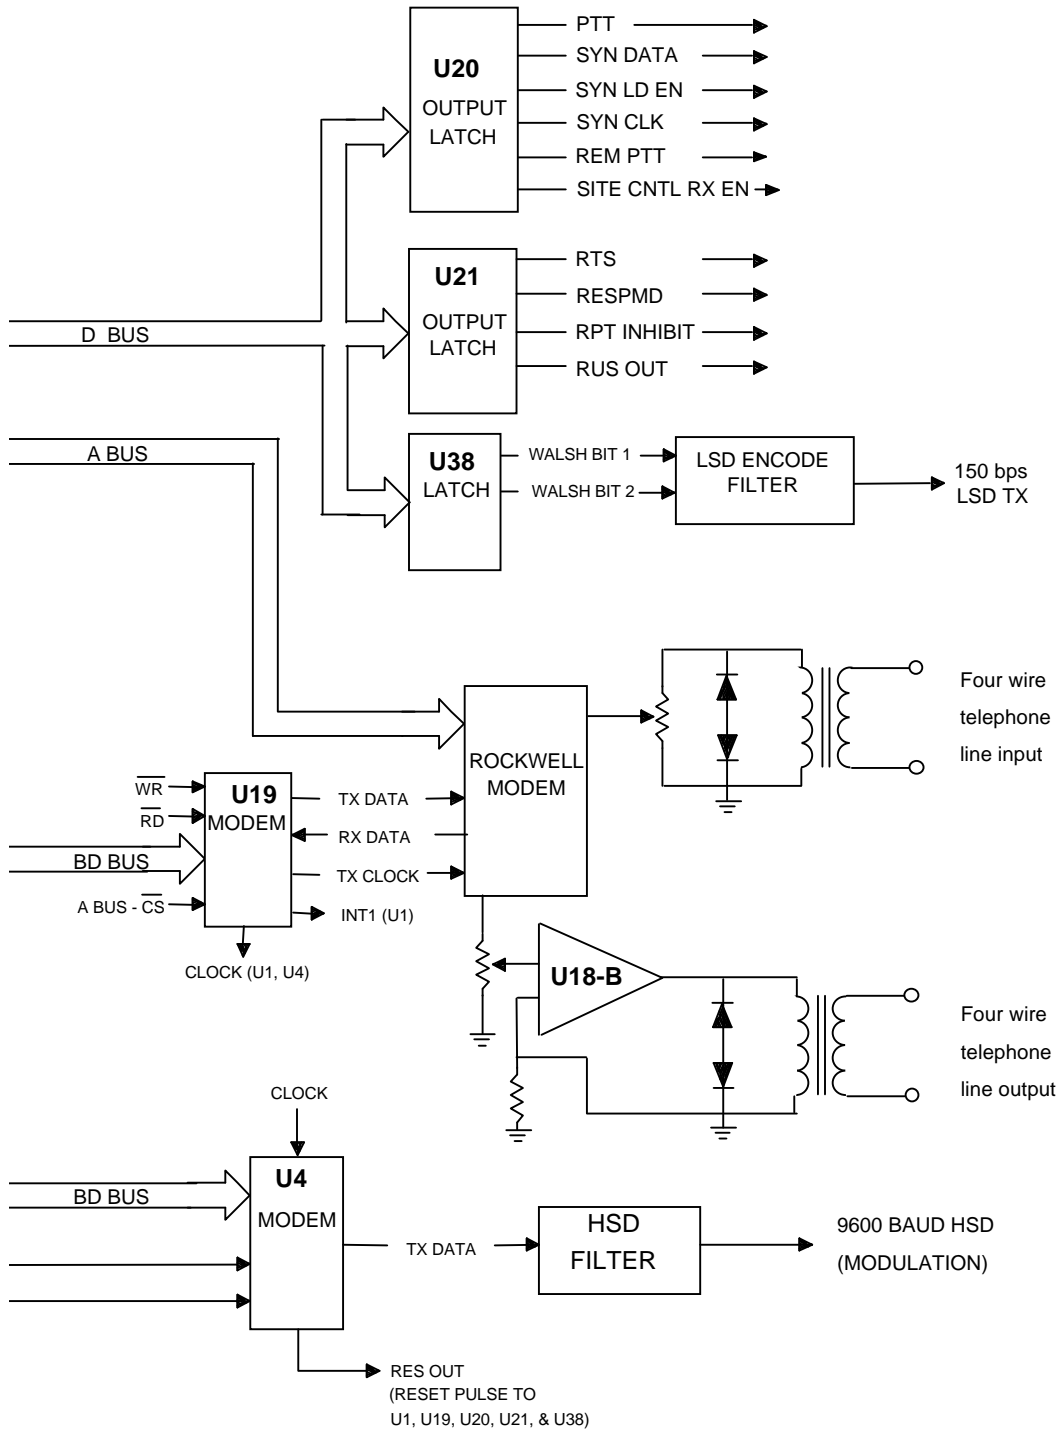 PTT
SYN DATA
U20
SYN LD EN
OUTPUT
LATCH
SYN CLK
REM PTT
SITE CNTL RX EN
U21
RTS
RESPMD
OUTPUT
LATCH
RPT INHIBIT
RUS OUT
D BUS
A BUS
U38
LATCH
WALSH BIT 1
WALSH BIT 2
LSD ENCODE
FILTER
150 bps
LSD TX
Four wire
telephone
line input
ROCKWELL
MODEM
WR
RD
U19
MODEM
TX DATA
RX DATA
BD BUS
TX CLOCK
A BUS - CS
INT1 (U1)
CLOCK (U1, U4)
U18-B
Four wire
telephone
line output
CLOCK
U4
MODEM
BD BUS
TX DATA
HSD
FILTER
9600 BAUD HSD
(MODULATION)
RES OUT
(RESET PULSE TO
U1, U19, U20, U21, & U38)